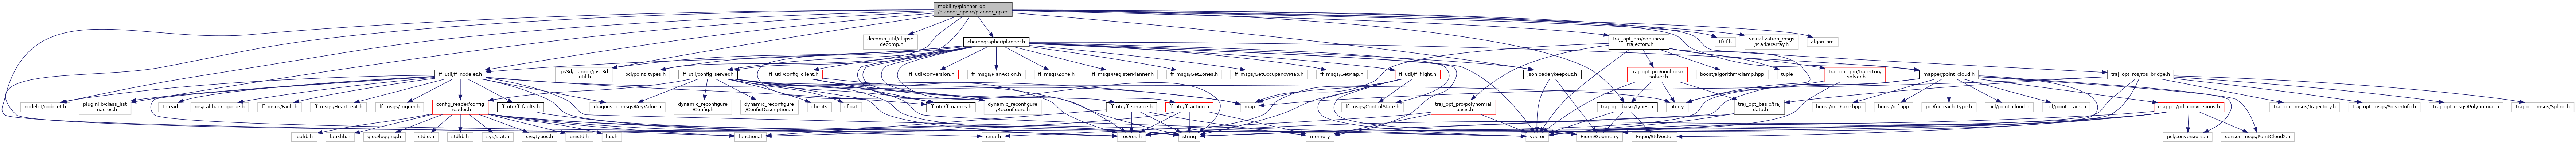 mobility/planner_qp
/planner_qp/src/planner_qp.cc
decomp_util/ellipse
_decomp.h
choreographer/planner.h
traj_opt_pro/nonlinear
_trajectory.h
tf/tf.h
visualization_msgs
/MarkerArray.h
algorithm
ff_util/ff_nodelet.h
jps3d/planner/jps_3d
_util.h
pcl/point_types.h
ff_util/config_server.h
ff_util/config_client.h
ff_util/conversion.h
ff_msgs/PlanAction.h
ff_msgs/Zone.h
ff_msgs/RegisterPlanner.h
ff_msgs/GetZones.h
ff_msgs/GetOccupancyMap.h
ff_msgs/GetMap.h
ff_util/ff_flight.h
jsonloader/keepout.h
traj_opt_pro/nonlinear
_solver.h
boost/algorithm/clamp.hpp
tuple
traj_opt_pro/trajectory
_solver.h
mapper/point_cloud.h
traj_opt_ros/ros_bridge.h
nodelet/nodelet.h
pluginlib/class_list
_macros.h
thread
ros/callback_queue.h
ff_msgs/Fault.h
ff_msgs/Heartbeat.h
ff_msgs/Trigger.h
config_reader/config
_reader.h
ff_util/ff_faults.h
diagnostic_msgs/KeyValue.h
dynamic_reconfigure
/Config.h
dynamic_reconfigure
/ConfigDescription.h
climits
cfloat
ff_util/ff_names.h
dynamic_reconfigure
/Reconfigure.h
ff_util/ff_service.h
ff_util/ff_action.h
map
ff_msgs/ControlState.h
traj_opt_pro/polynomial
_basis.h
traj_opt_basic/types.h
utility
traj_opt_basic/traj
_data.h
boost/mpl/size.hpp
boost/ref.hpp
pcl/for_each_type.h
pcl/point_cloud.h
pcl/point_traits.h
mapper/pcl_conversions.h
traj_opt_msgs/Trajectory.h
traj_opt_msgs/SolverInfo.h
traj_opt_msgs/Polynomial.h
traj_opt_msgs/Spline.h
lualib.h
lauxlib.h
glog/logging.h
stdio.h
stdlib.h
sys/stat.h
sys/types.h
unistd.h
lua.h
functional
cmath
ros/ros.h
string
memory
vector
Eigen/Geometry
Eigen/StdVector
pcl/conversions.h
sensor_msgs/PointCloud2.h